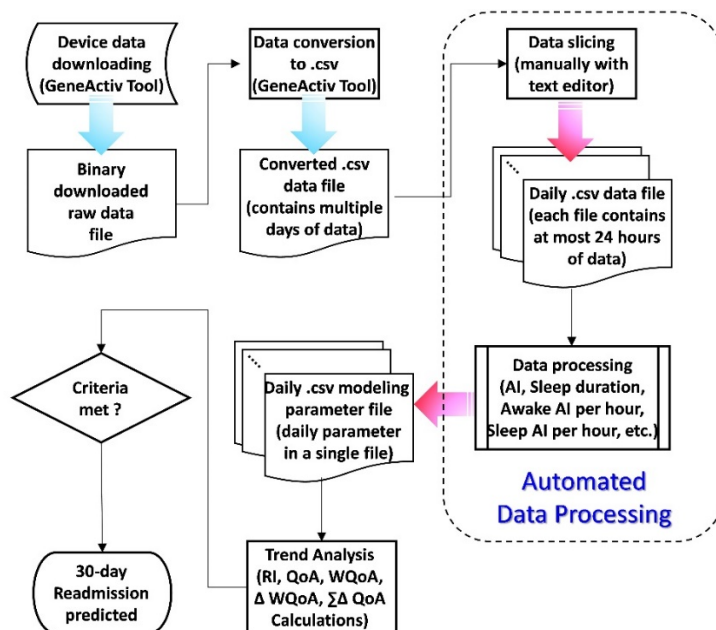 Device data
downloading
(GeneActiv Tool)
Binary
downloaded
raw data
file
Data conversion
to .csv
(GeneActiv Tool)
Converted .csv
data file
(contains multiple
days of data)
Data slicing
(manually with
text editor)
Daily .csv data file
(each file contains
at most 24 hours
of data)
Data processing
(AI, Sleep duration,
Awake AI per hour,
Sleep AI per hour, etc.)
Automated
Data Processing
Daily .csv modeling
parameter file
(daily parameter
in a single file)
Trend Analysis
(RI, QoA, WQoA,
Δ WQoA, ∑Δ QoA
Calculations)
Criteria
met ?
30-day
Readmission
predicted